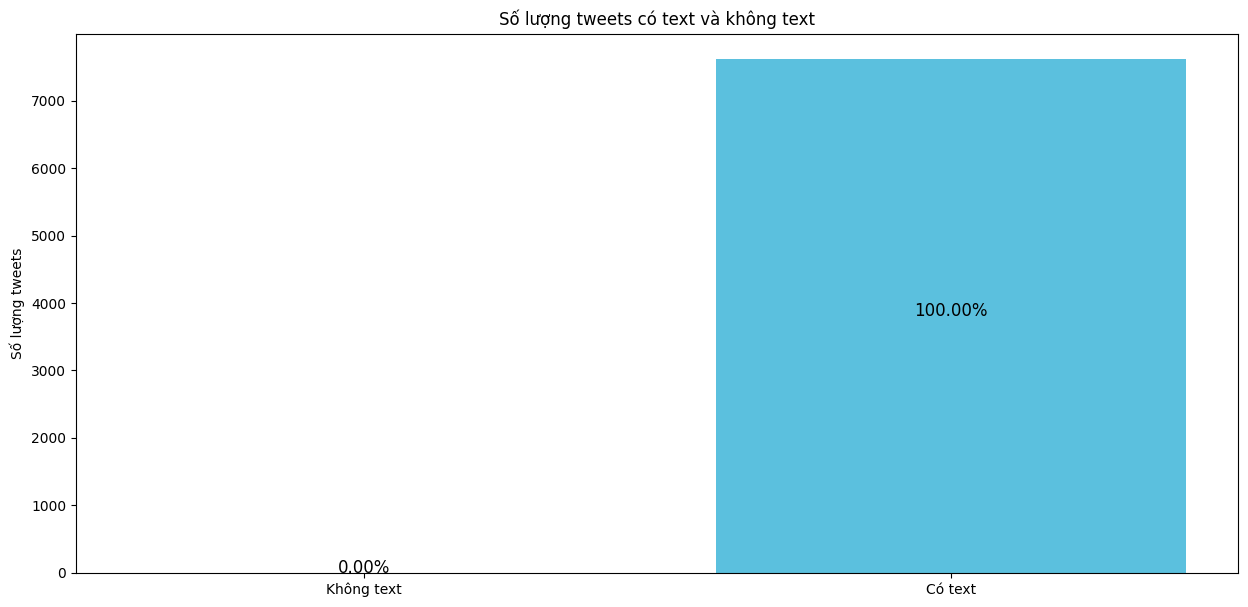 Số lượng tweets có text và không text
Số lượng tweets
7000
6000
5000
4000
3000
2000
1000
0
100.00%
0.00%
Không text
Có text